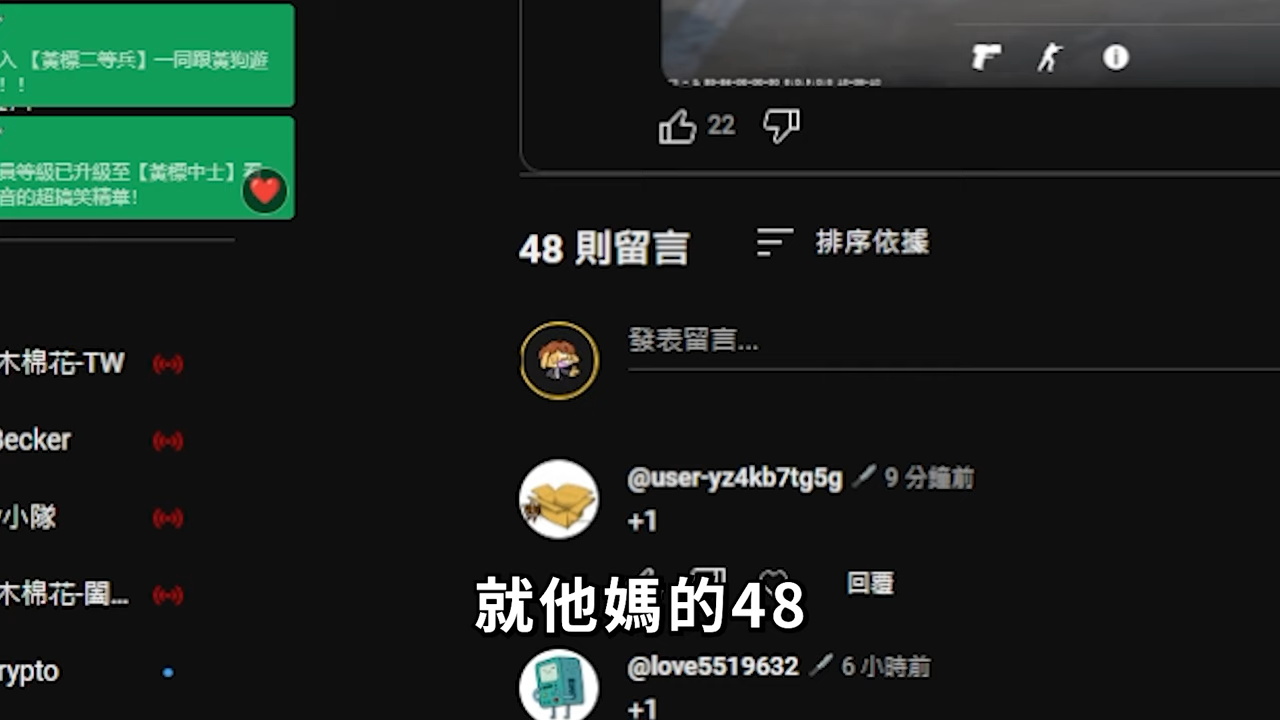 入【黃標二等兵】一同跟黃狗遊
！！
員等級已升級至【黃標中士】
音的超搞笑精華！
22
48 則留言
排序依據
發表留言...
木棉花-TW
Becker
@user-yz4kb7tg5g 9 分鐘前
+1
小隊
回覆
木棉花-闔...
就他媽的48
@love5519632 6 小時前
rypto
+1